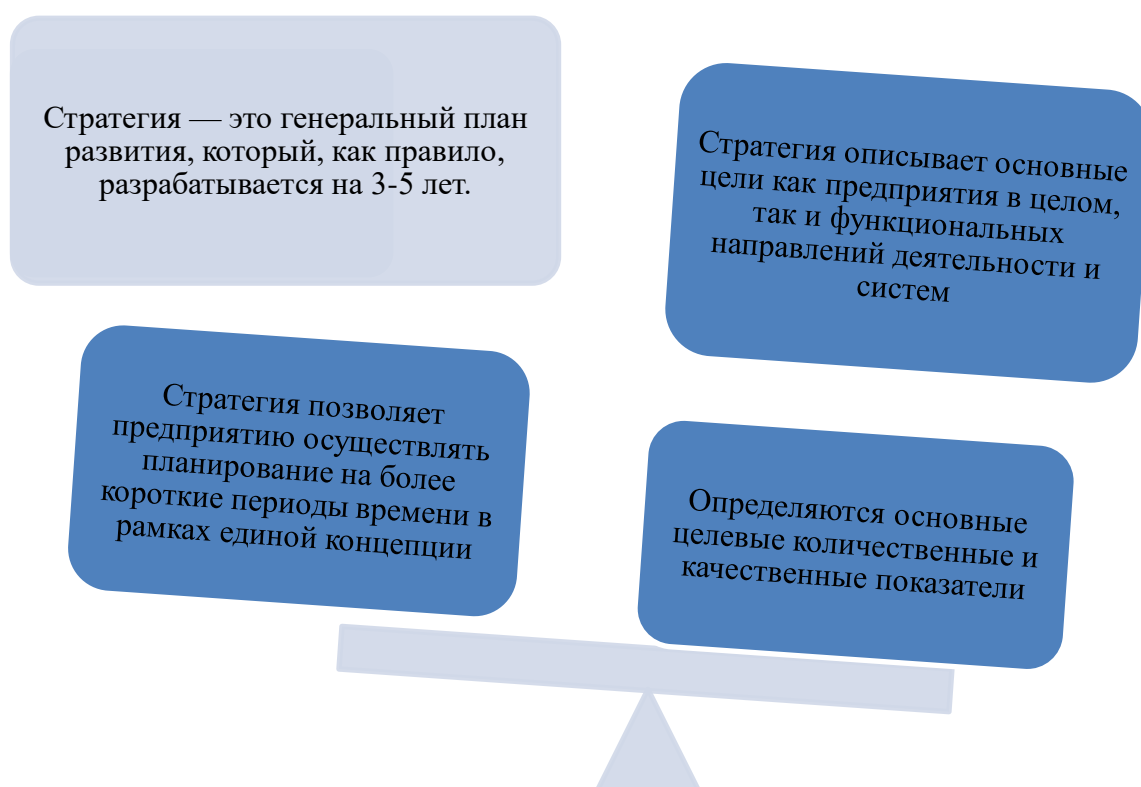 Стратегия — это генеральный план
развития, который, как правило,
разрабатывается на 3-5 лет.
Стратегия описывает основные
цели как предприятия в целом,
так и функциональных
направлений деятельности и
систем
Стратегия позволяет
предприятию осуществлять
планирование на более
короткие периоды времени в
рамках единой концепции
Определяются основные
целевые количественные и
качественные показатели